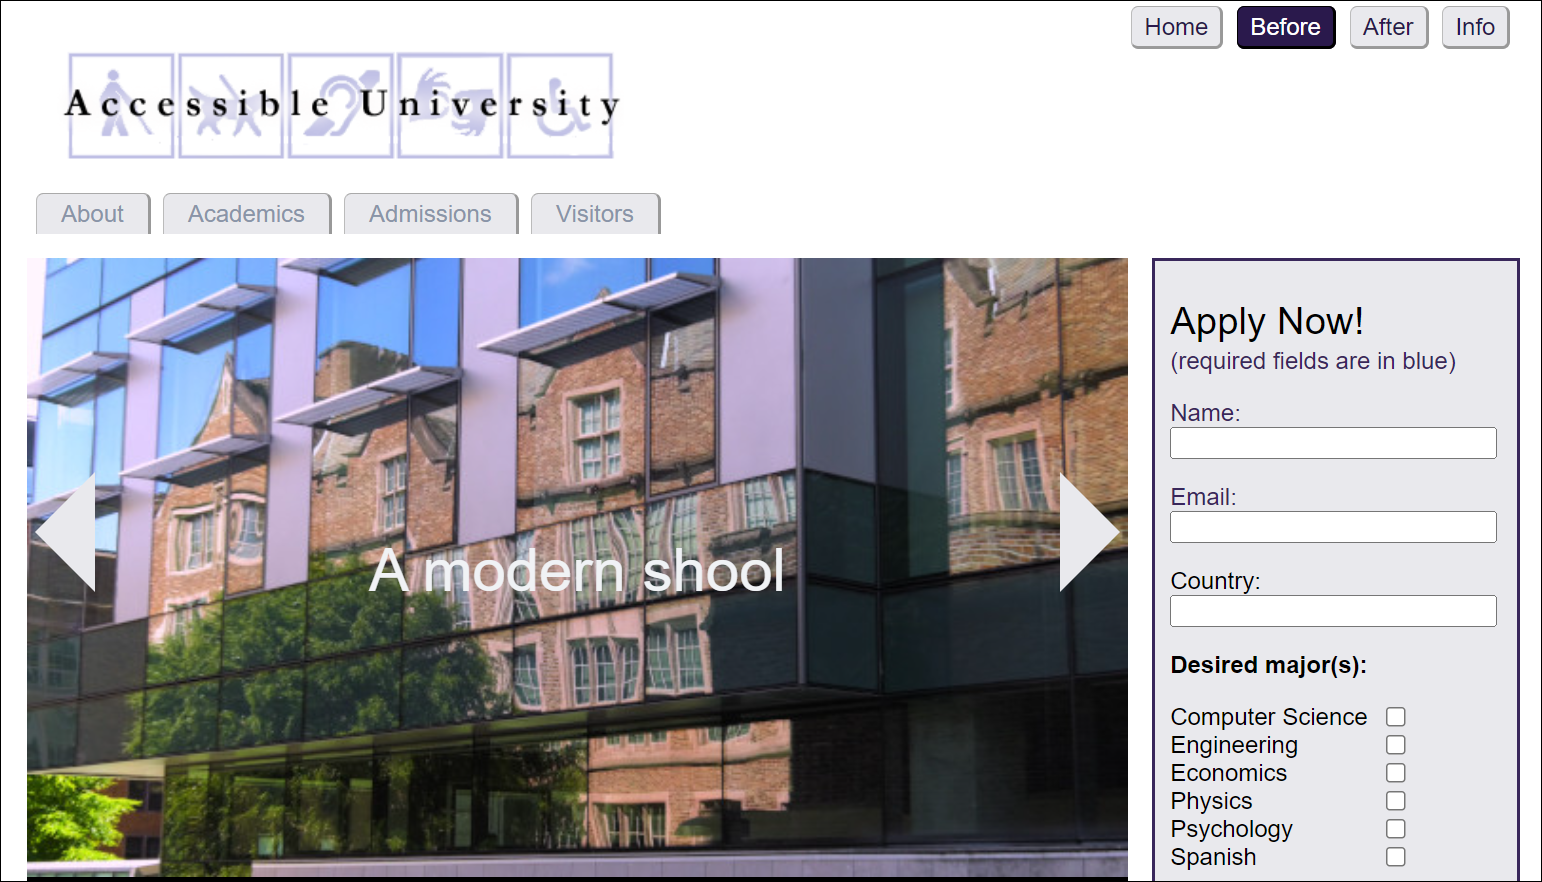 Home Before After Info
Accessible University
About Academics Admissions Visitors
A modern shool
Apply Now!
(required fields are in blue)
Name:
Email:
Country:
Desired major(s):
Computer Science
Engineering
Economics
Physics
Psychology
Spanish